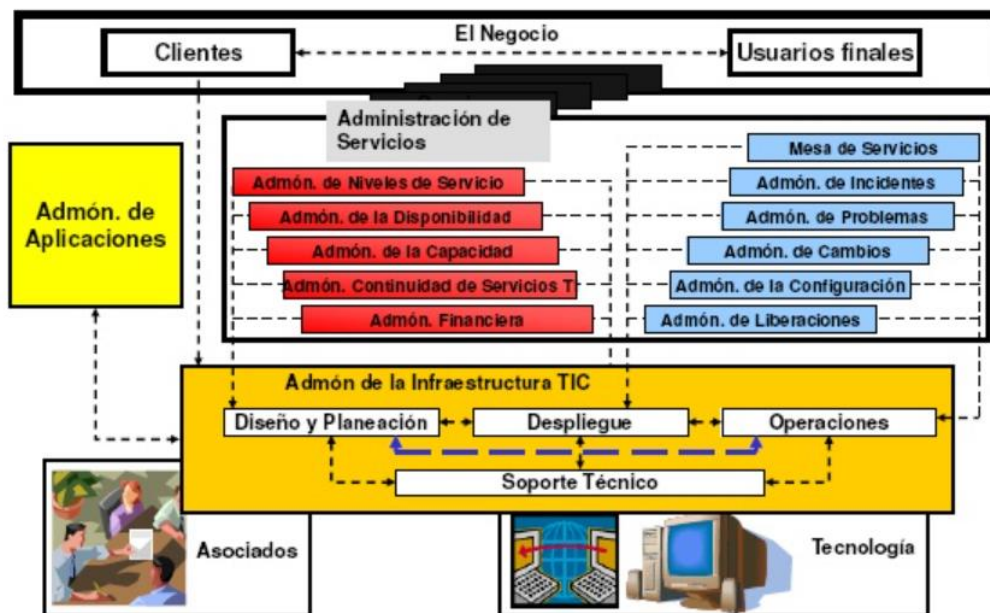 El Negocio
Clientes
Usuarios finales
Administración de
Servicios
Mesa de Servicios
Admón. de Niveles de Servicio
Admón. de Incidentes
Admón. de la Disponibilidad
Admón. de Problemas
Admón. de la Capacidad
Admón. de Cambios
Admón. Continuidad de Servicios T
Admón. de la Configuración
Admón. Financiera
Admón. de Liberaciones
Admón. de
Aplicaciones
Admón de la Infraestructura TIC
Diseño y Planeación
Despliegue
Operaciones
Soporte Técnico
Asociados
Tecnología